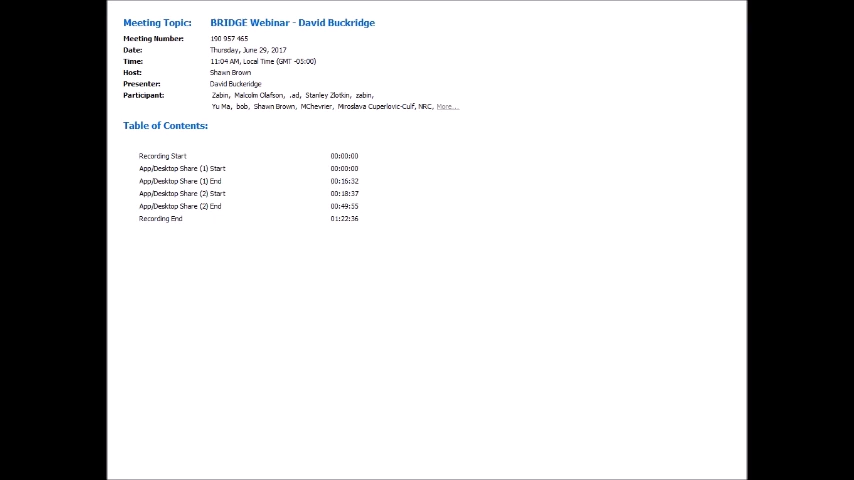 Meeting Topic: BRIDGE Webinar - David Buckridge
Meeting Number: 190 957 465
Date: Thursday, June 29, 2017
Time: 11:04 AM, Local Time (GMT -05:00)
Host: Shawn Brown
Presenter: David Buckeridge
Participant: Zabin, Malcolm Olafson, .ad, Stanley Zlotkin, zabin,
Yu Ma, bob, Shawn Brown, MChevrier, Miroslava Cuperlovic-Culf, NRC, More...
Table of Contents:
Recording Start 00:00:00
App/Desktop Share (1) Start 00:00:00
App/Desktop Share (1) End 00:16:32
App/Desktop Share (2) Start 00:18:37
App/Desktop Share (2) End 00:49:55
Recording End 01:22:36